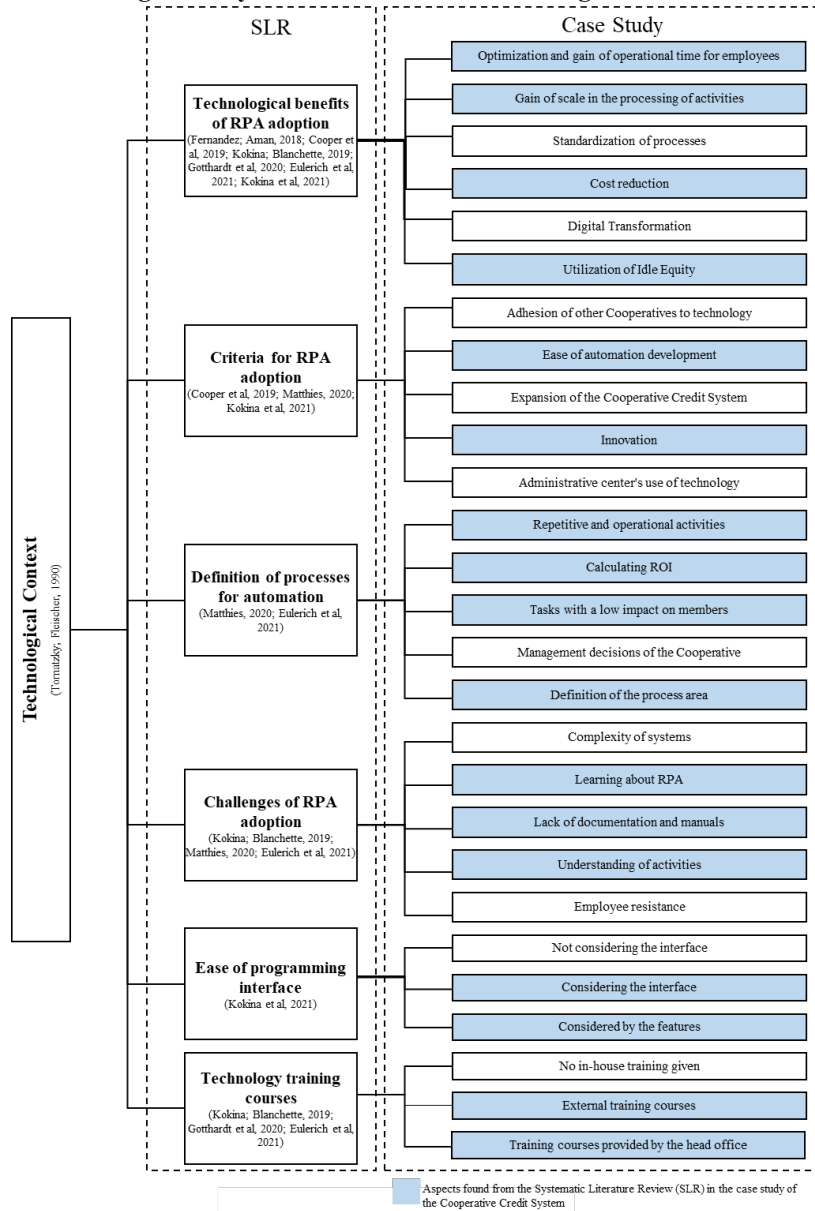 SLR
Case Study
Technological Context
(Tornatzky; Fleischer, 1990)
Technological benefits
of RPA adoption
(Fernandez; Aman, 2018; Cooper et
al, 2019; Kokina; Blanchette, 2019;
Gotthardt et al, 2020; Eulerich et al,
2021; Kokina et al, 2021)
Optimization and gain of operational time for employees
Gain of scale in the processing of activities
Standardization of processes
Cost reduction
Digital Transformation
Utilization of Idle Equity
Criteria for RPA
adoption
(Cooper et al, 2019; Matthies, 2020;
Kokina et al, 2021)
Adhesion of other Cooperatives to technology
Ease of automation development
Expansion of the Cooperative Credit System
Innovation
Administrative center's use of technology
Definition of processes
for automation
(Matthies, 2020; Eulerich et al,
2021)
Repetitive and operational activities
Calculating ROI
Tasks with a low impact on members
Management decisions of the Cooperative
Definition of the process area
Challenges of RPA
adoption
(Kokina; Blanchette, 2019;
Matthies, 2020; Eulerich et al, 2021)
Complexity of systems
Learning about RPA
Lack of documentation and manuals
Understanding of activities
Employee resistance
Ease of programming
interface
(Kokina et al, 2021)
Not considering the interface
Considering the interface
Considered by the features
Technology training
courses
(Kokina; Blanchette, 2019;
Gotthardt et al, 2020; Eulerich et al,
2021)
No in-house training given
External training courses
Training courses provided by the head office
Aspects found from the Systematic Literature Review (SLR) in the case study of
the Cooperative Credit System